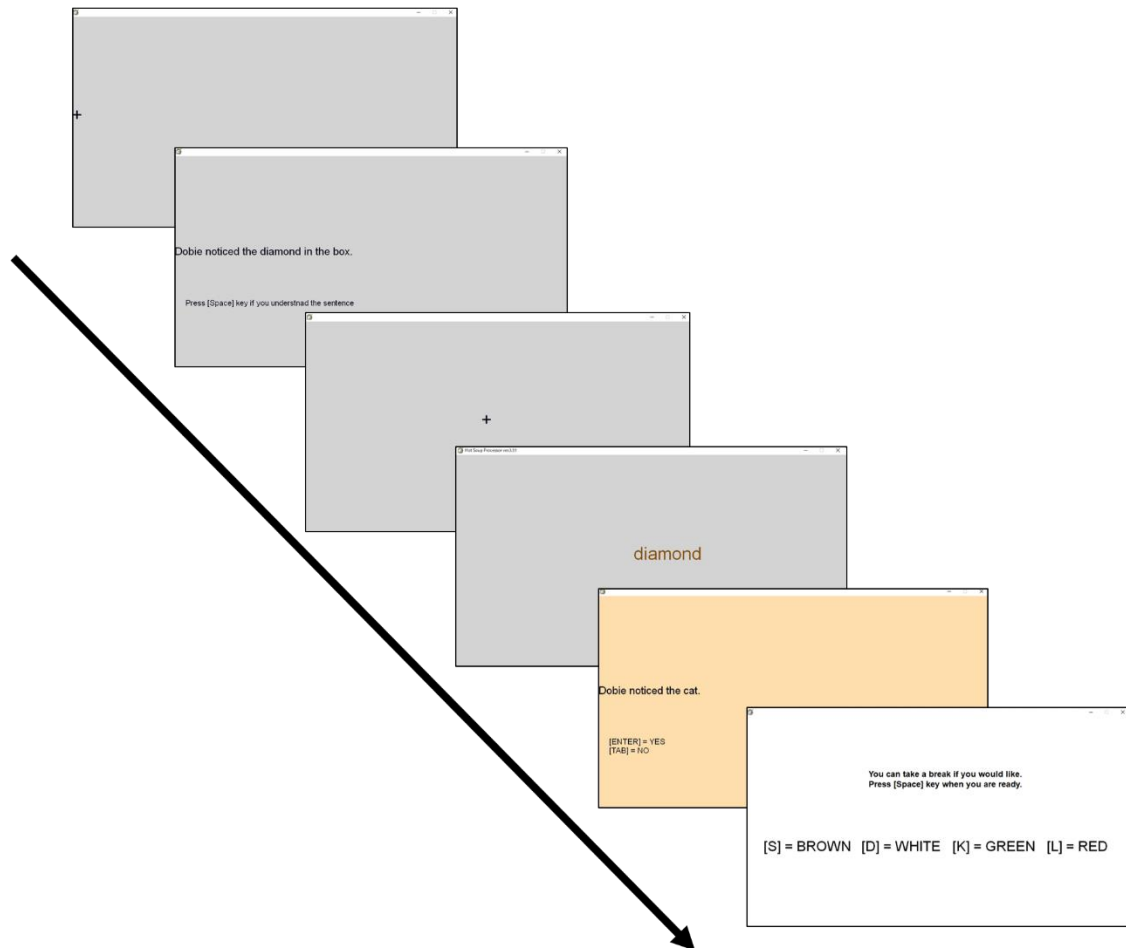 +
Dobie noticed the diamond in the box.
Press [Space] key if you understnad the sentence
+
diamond
Dobie noticed the cat.
[ENTER] = YES
[TAB] = NO
You can take a break if you would like.
Press [Space] key when you are ready.
[S] = BROWN [D] = WHITE [K] = GREEN [L] = RED